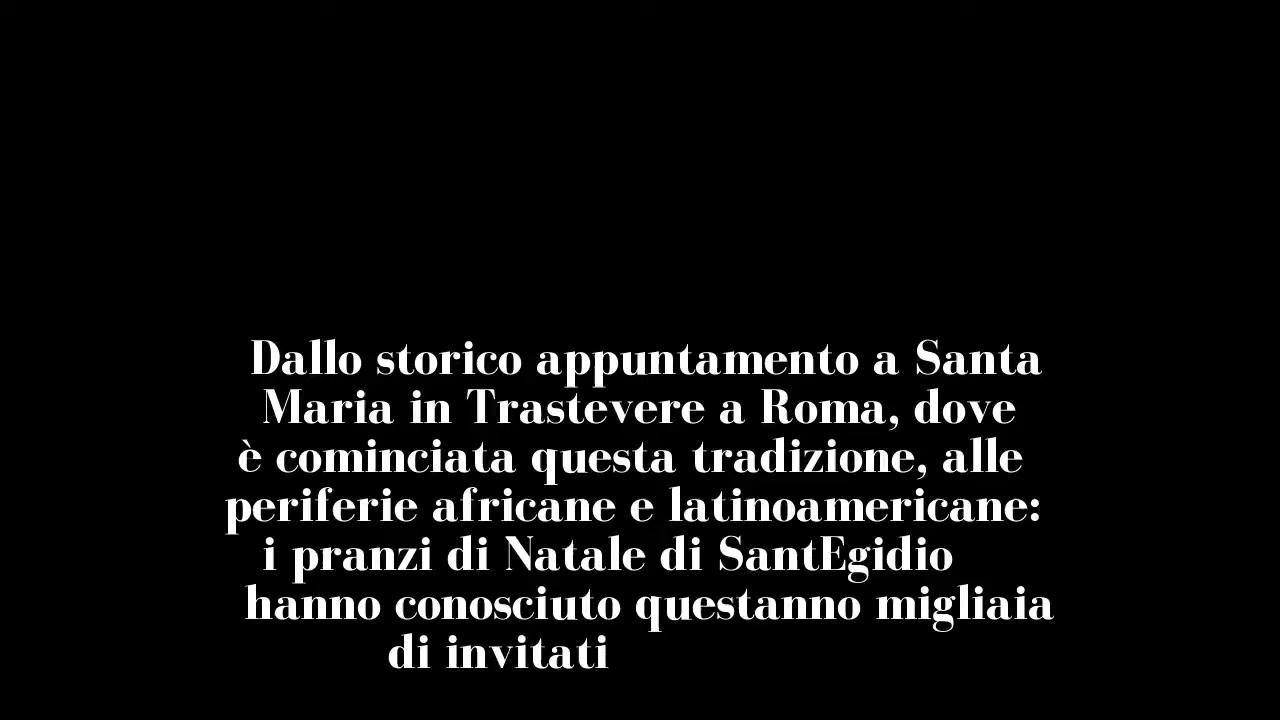 Dallo storico appuntamento a Santa
Maria in Trastevere a Roma, dove
è cominciata questa tradizione, alle
periferie africane e latinoamericane:
i pranzi di Natale di SantEgidio
hanno conosciuto questanno migliaia
di invitati